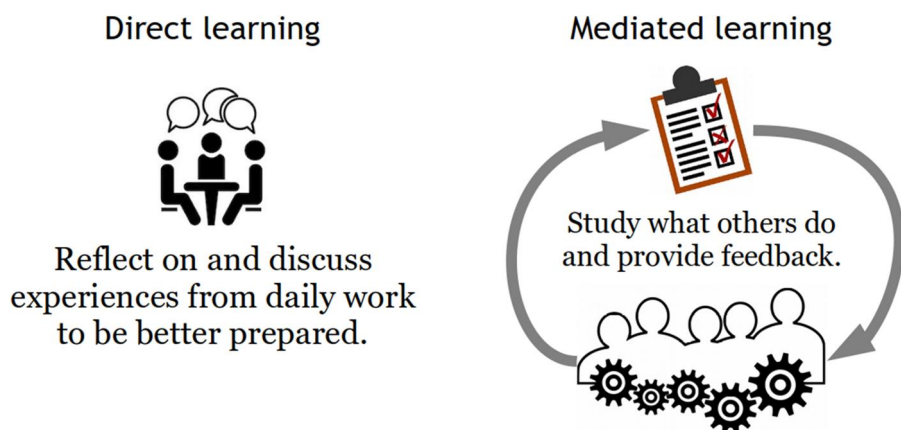 Direct learning
Reflect on and discuss
experiences from daily work
to be better prepared.
Mediated learning
Study what others do
and provide feedback.